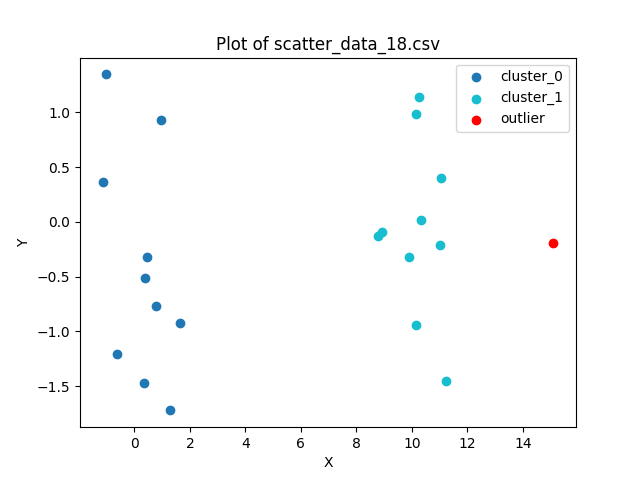 Plot of scatter_data_18.csv
cluster_0
cluster_1
outlier
1.0
0.5
0.0
−0.5
−1.0
−1.5
Y
0 2 4 6 8 10 12 14
X